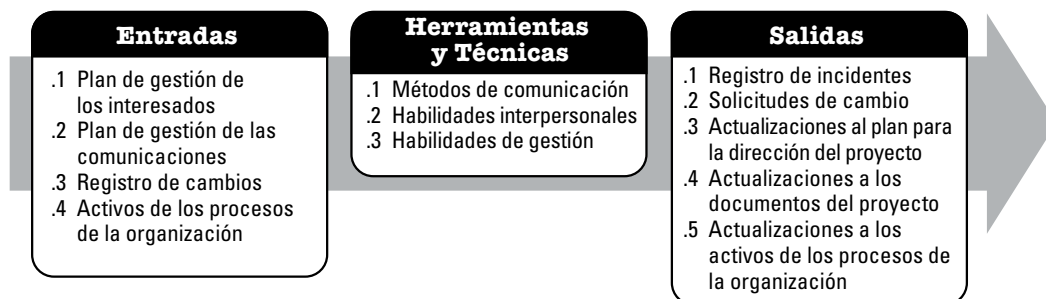 Entradas
.1 Plan de gestión de
los interesados
.2 Plan de gestión de las
comunicaciones
.3 Registro de cambios
.4 Activos de los procesos
de la organización
Herramientas
y Técnicas
.1 Métodos de comunicación
.2 Habilidades interpersonales
.3 Habilidades de gestión
Salidas
.1 Registro de incidentes
.2 Solicitudes de cambio
.3 Actualizaciones al plan para
la dirección del proyecto
.4 Actualizaciones a los
documentos del proyecto
.5 Actualizaciones a los
activos de los procesos de
la organización